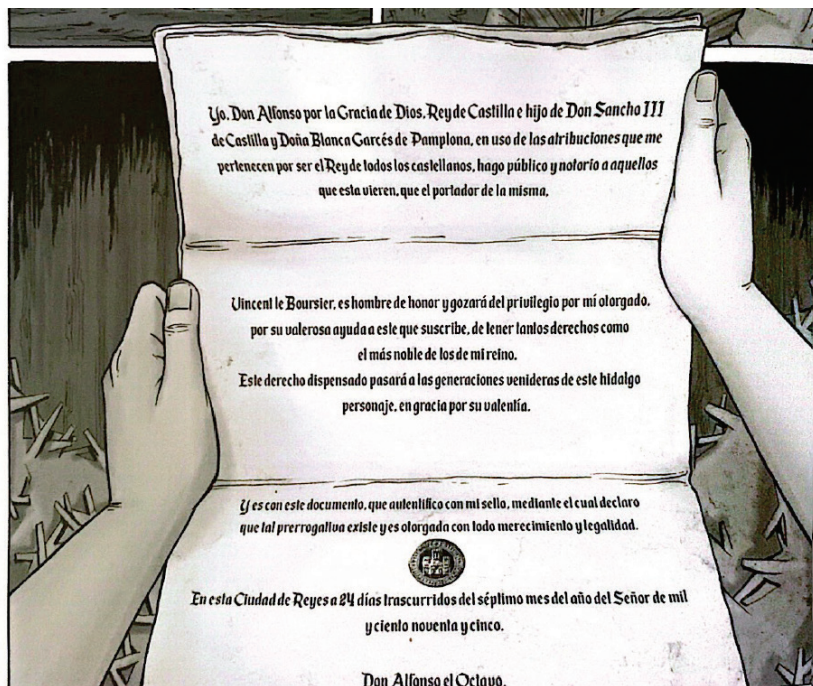 Yo, Don Alfonso por la Gracia de Dios, Rey de Castilla e hijo de Don Sancho III
de Castilla y Doña Blanca Garcés de Pamplona, en uso de las atribuciones que me
pertenecen por ser el Rey de todos los castellanos, hago público y notorio a aquellos
que esta vieren, que el portador de la misma,
Vincent le Boursier, es hombre de honor y gozará del privilegio por mí otorgado,
por su valerosa ayuda a este que suscribe, de tener tantos derechos como
el más noble de los de mi reino.
Este derecho dispensado pasará a las generaciones venideras de este hidalgo
personaje, en gracia por su valentía.
Y es con este documento, que autentifico con mi sello, mediante el cual declaro
que tal prerrogativa existe y es otorgada con todo merecimiento y legalidad.
En esta Ciudad de Reyes a 24 días trascurridos del séptimo mes del año del Señor de mil
y ciento noventa y cinco.
Don Alfonso el Octavo.